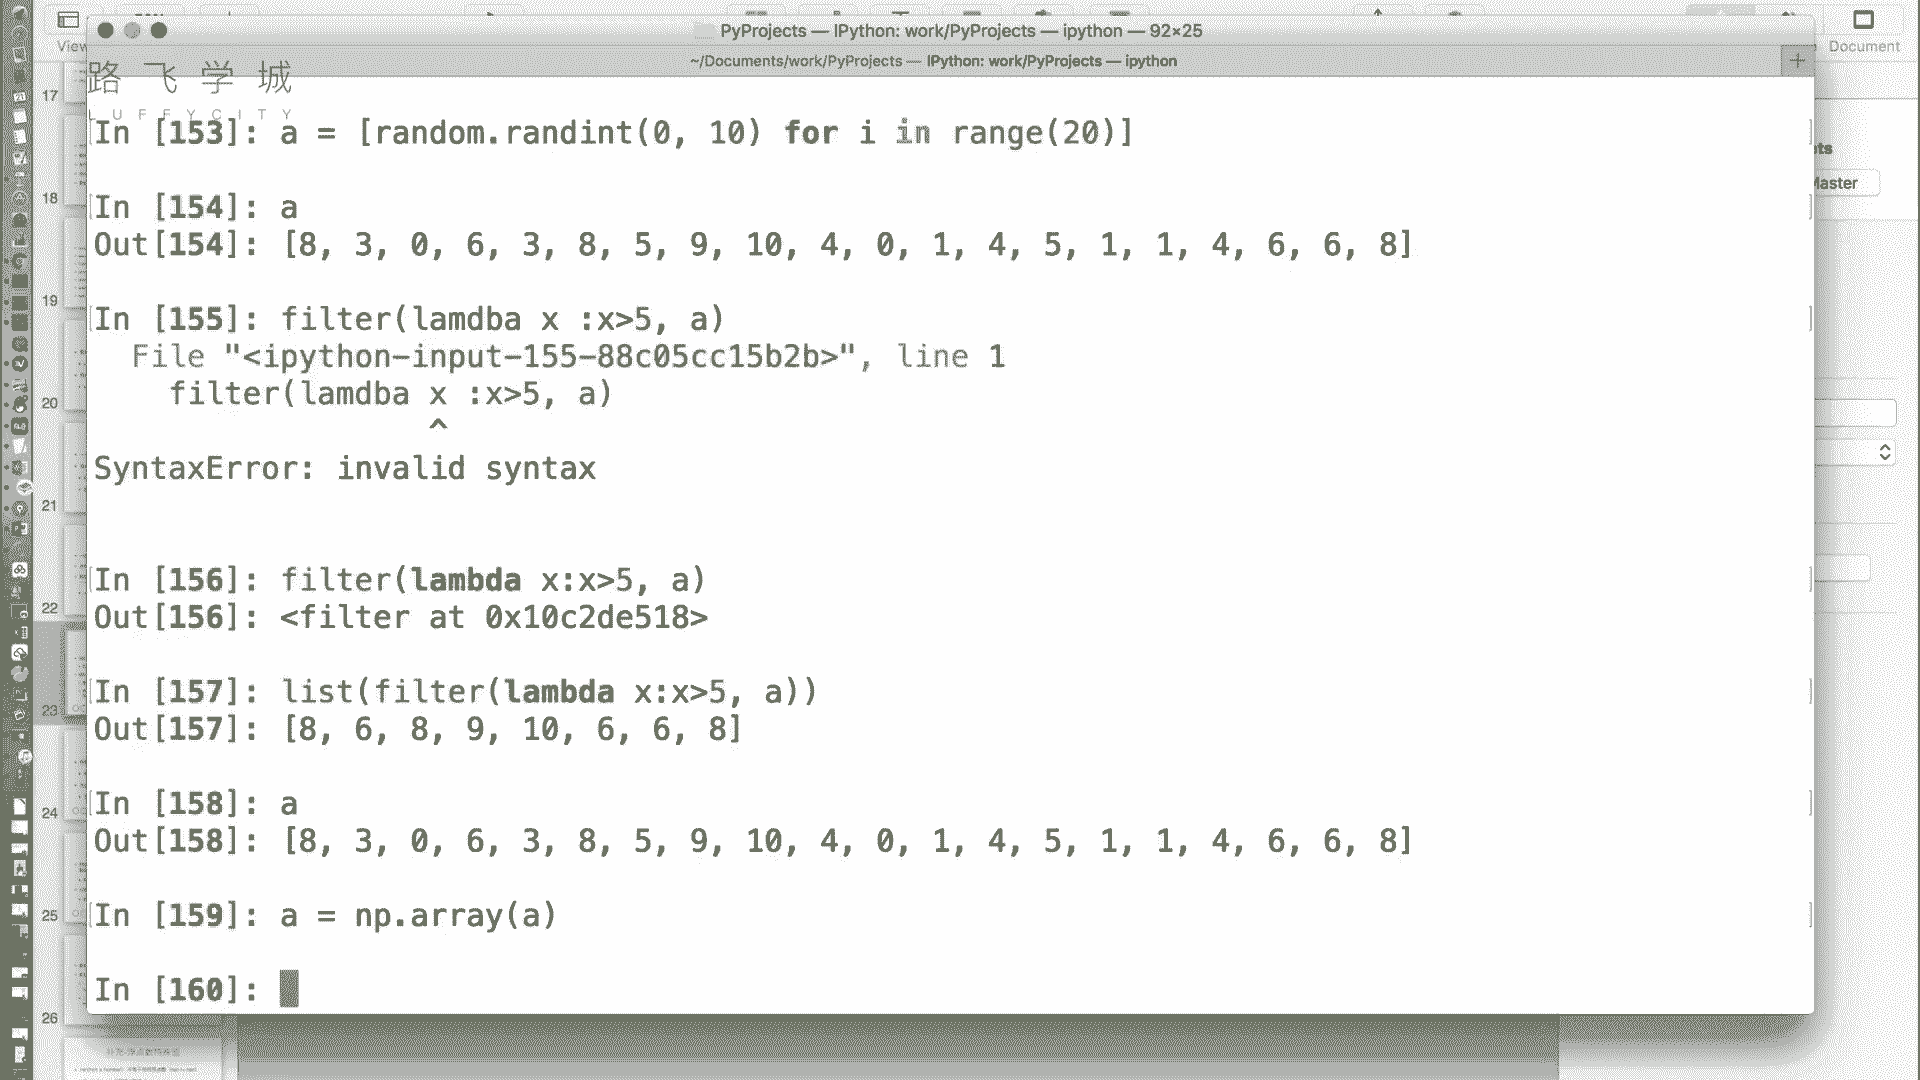 PyProjects — IPython: work/PyProjects — ipython — 92×25
View
Document
~/Documents/work/PyProjects — IPython: work/PyProjects — ipython
+
路 飞 学 城
L U F F Y C I T Y
17
In [153]: a = [random.randint(0, 10) for i in range(20)]
ts
Master
18
In [154]: a
Out[154]: [8, 3, 0, 6, 3, 8, 5, 9, 10, 4, 0, 1, 4, 5, 1, 1, 4, 6, 6, 8]
19
In [155]: filter(lamdba x :x>5, a)
File "<ipython-input-155-88c05cc15b2b>", line 1
filter(lamdba x :x>5, a)
^
20
SyntaxError: invalid syntax
21
In [156]: filter(lambda x:x>5, a)
Out[156]: <filter at 0x10c2de518>
22
In [157]: list(filter(lambda x:x>5, a))
Out[157]: [8, 6, 8, 9, 10, 6, 6, 8]
23
In [158]: a
Out[158]: [8, 3, 0, 6, 3, 8, 5, 9, 10, 4, 0, 1, 4, 5, 1, 1, 4, 6, 6, 8]
24
In [159]: a = np.array(a)
25
In [160]:
26